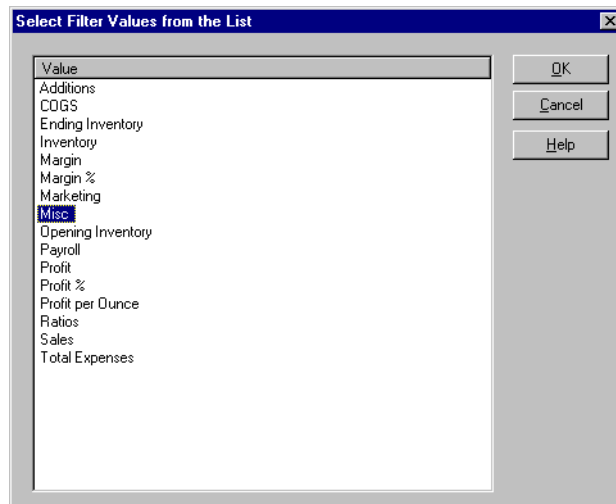 Select Filter Values from the List
Value
Additions
COGS
Ending Inventory
Inventory
Margin
Margin %
Marketing
Misc
Opening Inventory
Payroll
Profit
Profit %
Profit per Ounce
Ratios
Sales
Total Expenses
OK
Cancel
Help